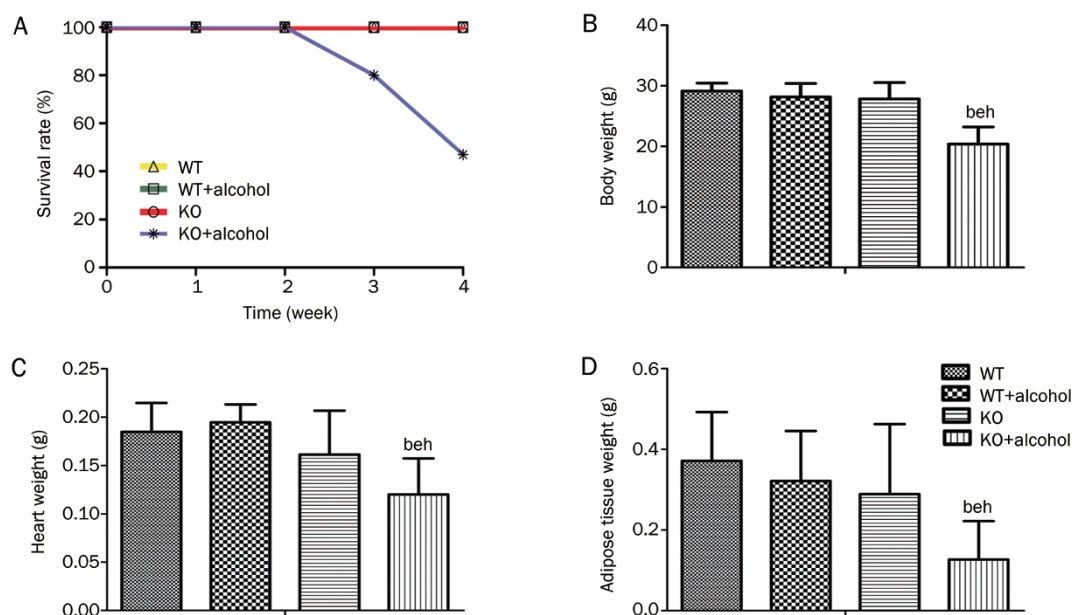 A
100
80
60
40
20
0
Survival rate (%)
WT
WT+alcohol
KO
KO+alcohol
0 1 2 3 4
Time (week)
B
40
30
20
10
0
Body weight (g)
beh
C
0.25
0.20
0.15
0.10
0.05
0.00
Heart weight (g)
beh
D
0.6
0.4
0.2
0.0
Adipose tissue weight (g)
WT
WT+alcohol
KO
KO+alcohol
beh